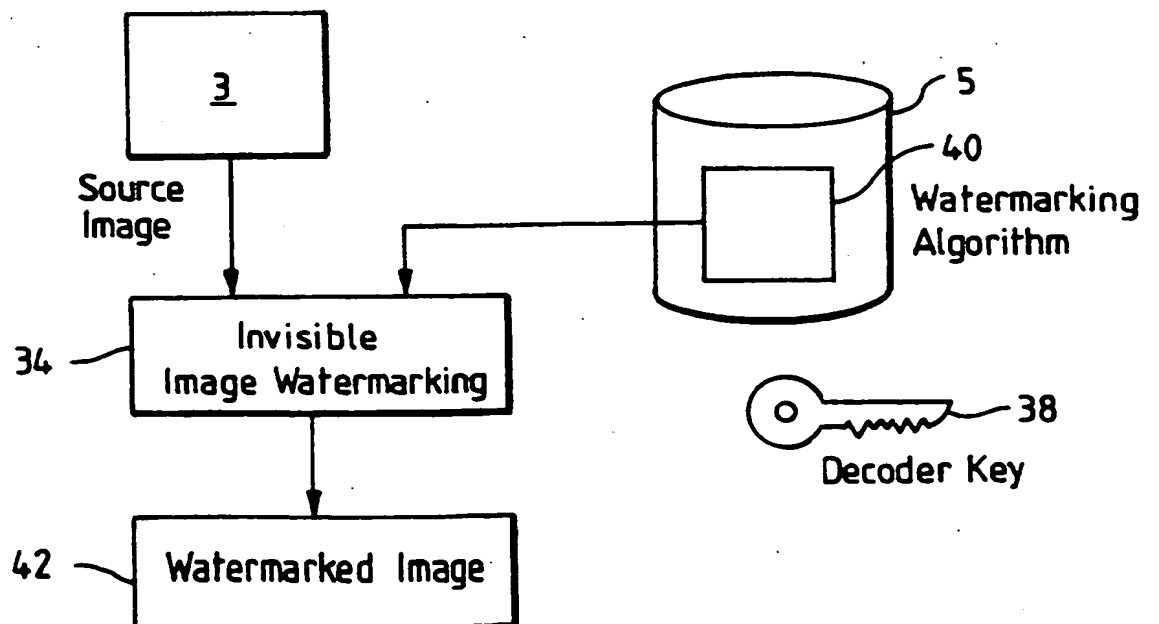 3
Source
Image
5
40
Watermarking
Algorithm
34
Invisible
Image Watermarking
38
Decoder Key
42
Watermarked Image